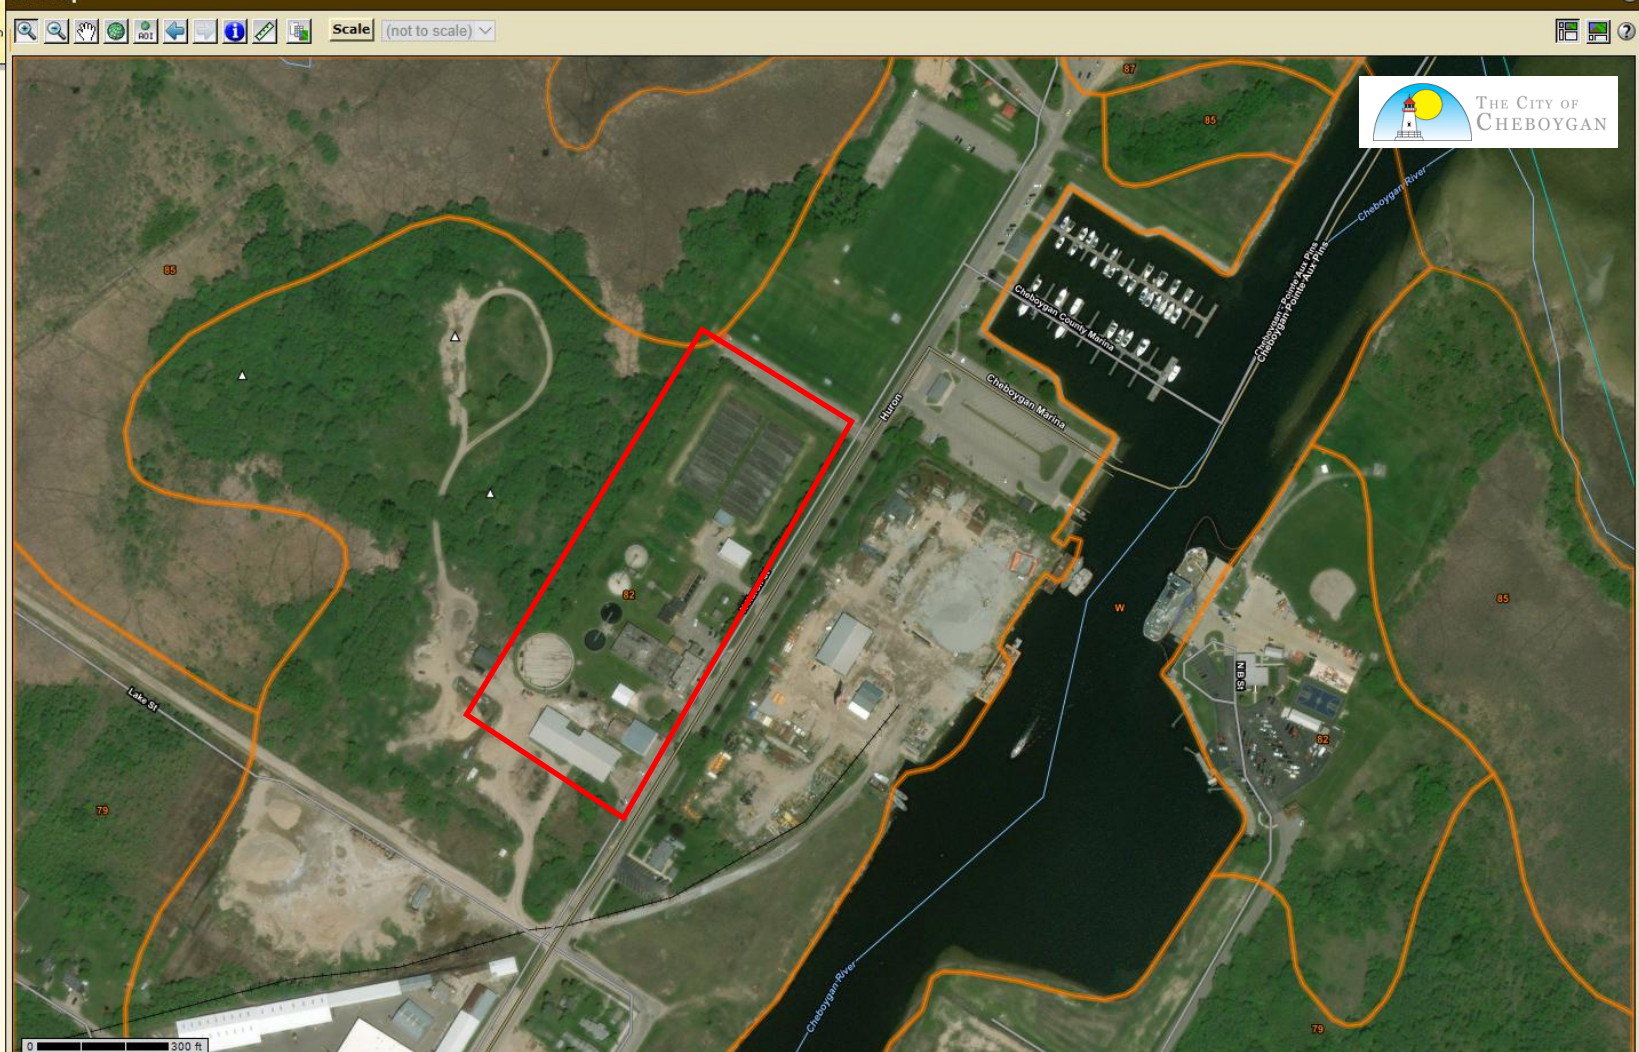 AOI
Scale
(not to scale)
?
THE CITY OF
CHEBOYGAN
87
85
Cheboygan River
85
Cheboygan - Pointe Aux Pins
Cheboygan Pointe Aux Pins
Cheboygan County Marina
Cheboygan Marina
Huron
82
W
85
N B St
Lake St
82
79
Cheboygan River
79
0
300 ft